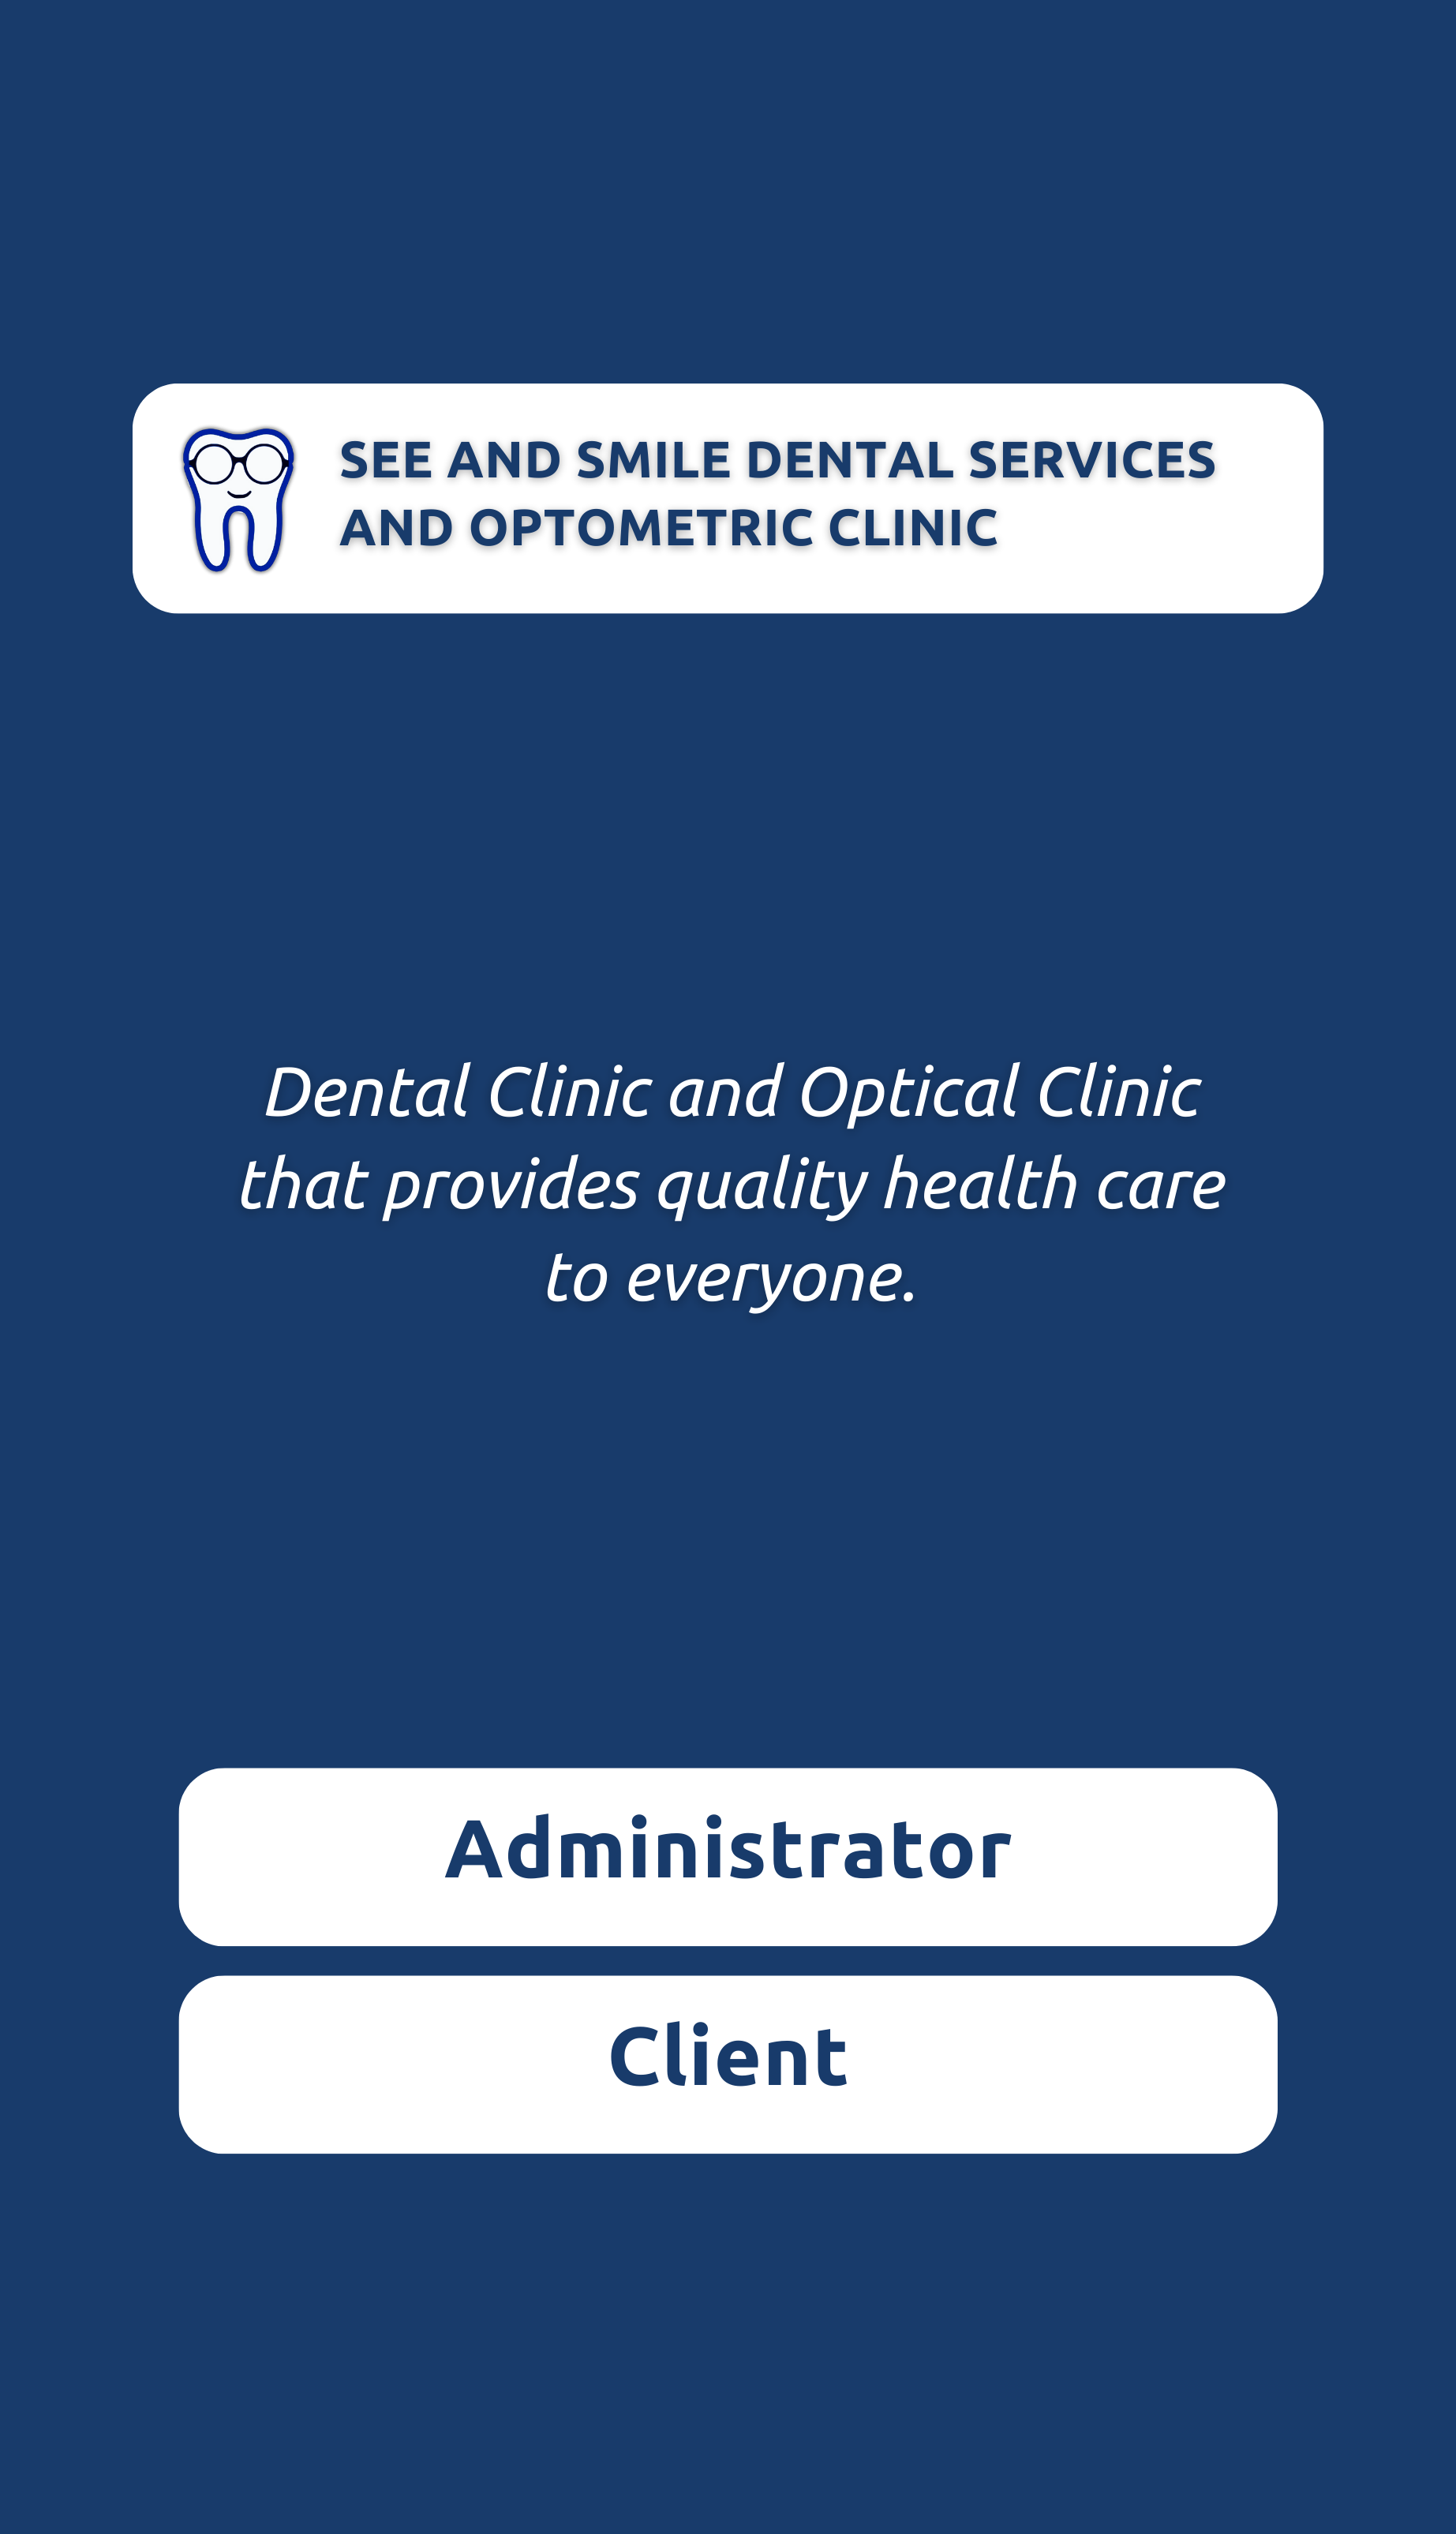 SEE AND SMILE DENTAL SERVICES
AND OPTOMETRIC CLINIC
Dental Clinic and Optical Clinic
that provides quality health care
to everyone.
Administrator
Client